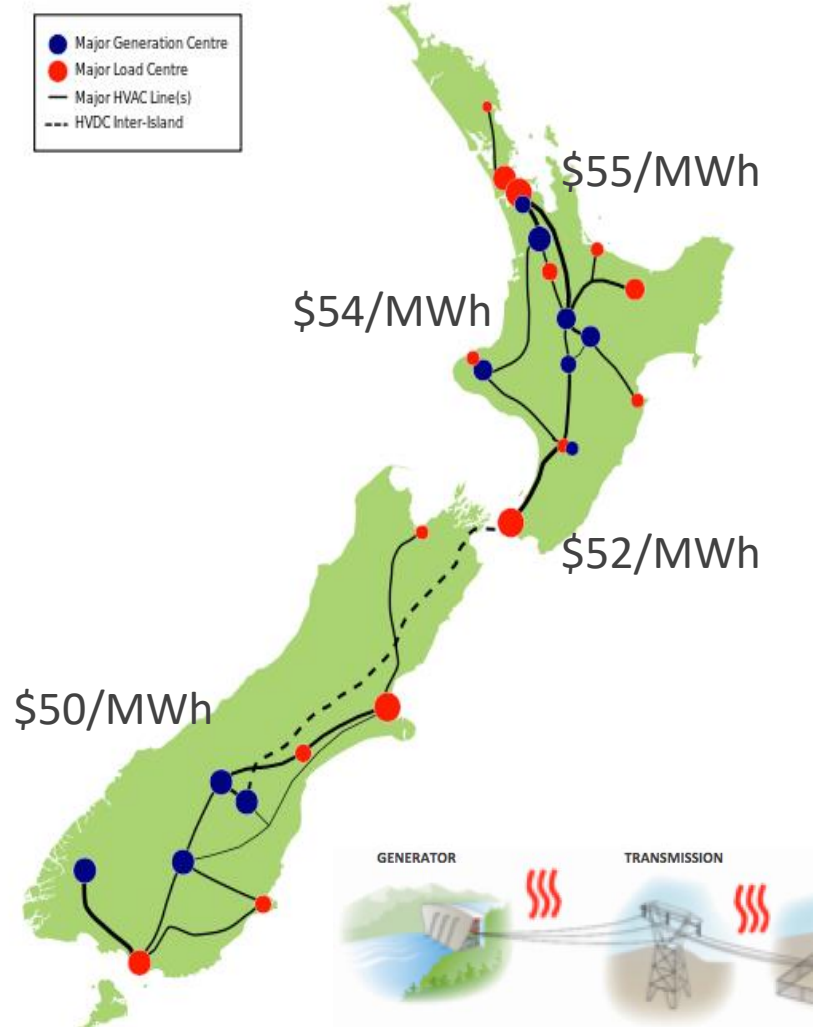 Major Generation Centre
Major Load Centre
Major HVAC Line(s)
HVDC Inter-Island
$55/MWh
$54/MWh
$52/MWh
$50/MWh
GENERATOR
TRANSMISSION